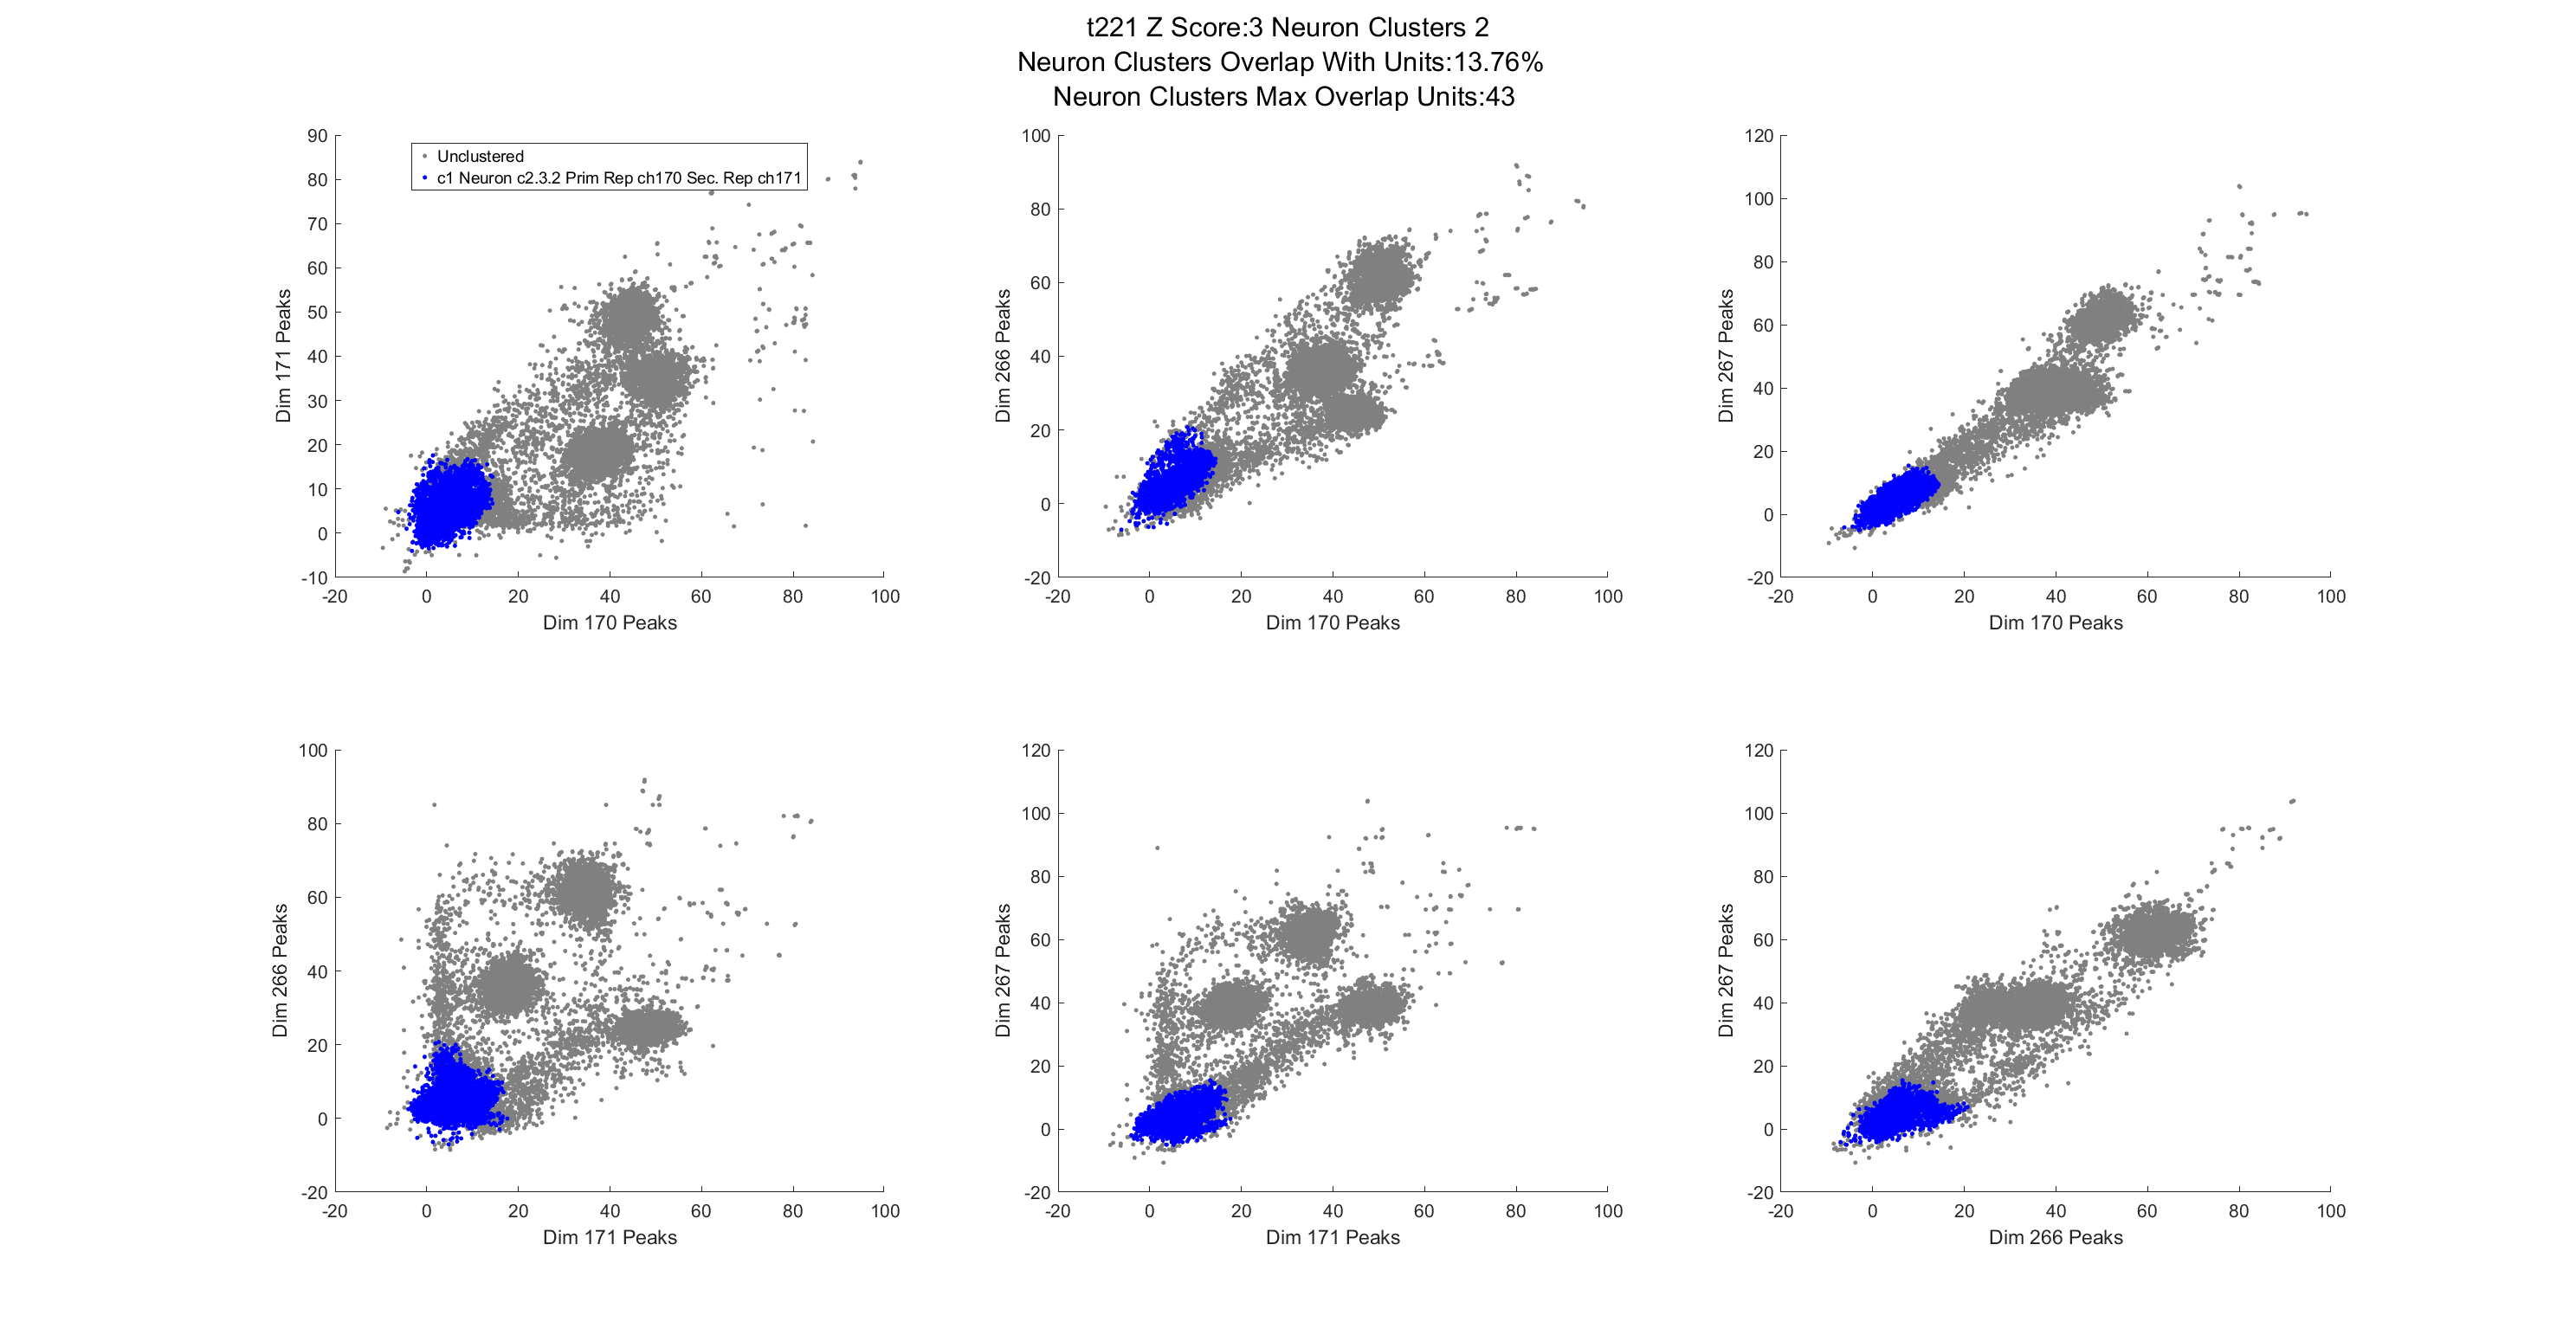 t221 Z Score:3 Neuron Clusters 2
Neuron Clusters Overlap With Units:13.76%
Neuron Clusters Max Overlap Units:43
90
80
70
60
50
40
30
20
10
0
-10
Dim 171 Peaks
Unclustered
c1 Neuron c2.3.2 Prim Rep ch170 Sec. Rep ch171
-20 0 20 40 60 80 100
Dim 170 Peaks
100
80
60
40
20
0
-20
Dim 266 Peaks
-20 0 20 40 60 80 100
Dim 170 Peaks
120
100
80
60
40
20
0
-20
Dim 267 Peaks
-20 0 20 40 60 80 100
Dim 170 Peaks
100
80
60
40
20
0
-20
Dim 266 Peaks
-20 0 20 40 60 80 100
Dim 171 Peaks
120
100
80
60
40
20
0
-20
Dim 267 Peaks
-20 0 20 40 60 80 100
Dim 171 Peaks
120
100
80
60
40
20
0
-20
Dim 267 Peaks
-20 0 20 40 60 80 100
Dim 266 Peaks